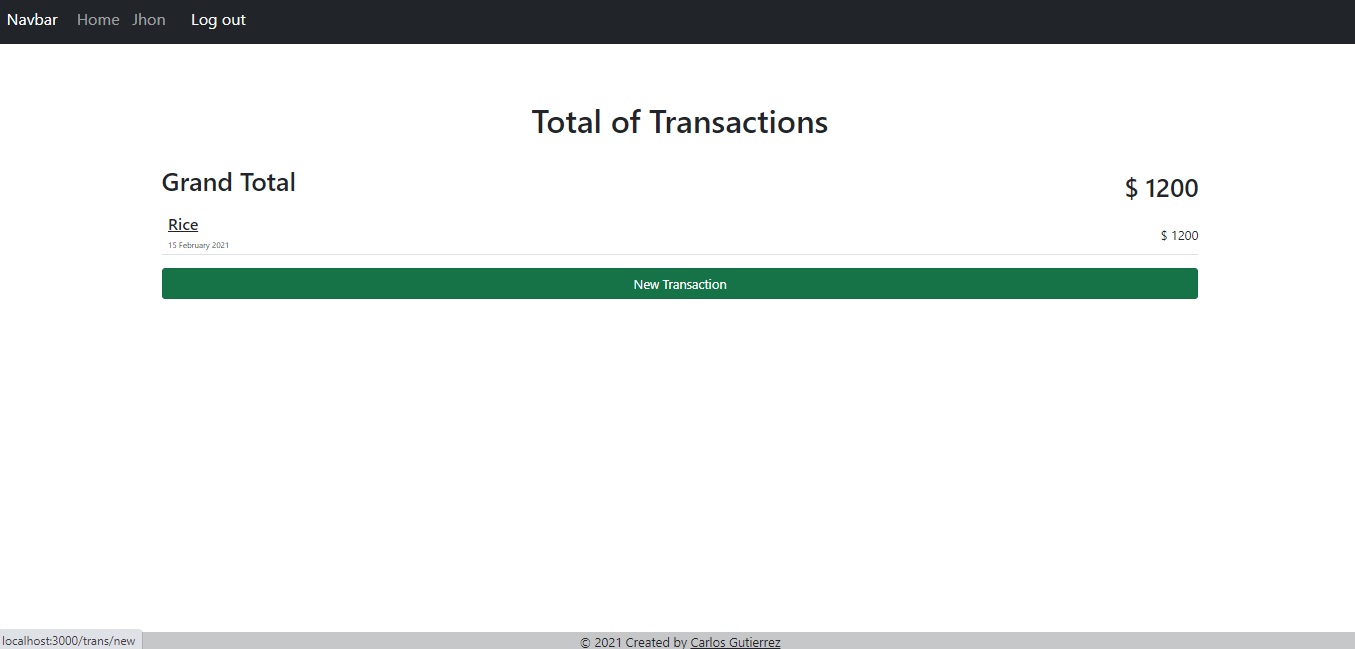 Navbar Home Jhon Log out
Total of Transactions
Grand Total $ 1200
Rice
$ 1200
15 February 2021
New Transaction
localhost:3000/trans/new
© 2021 Created by Carlos Gutierrez